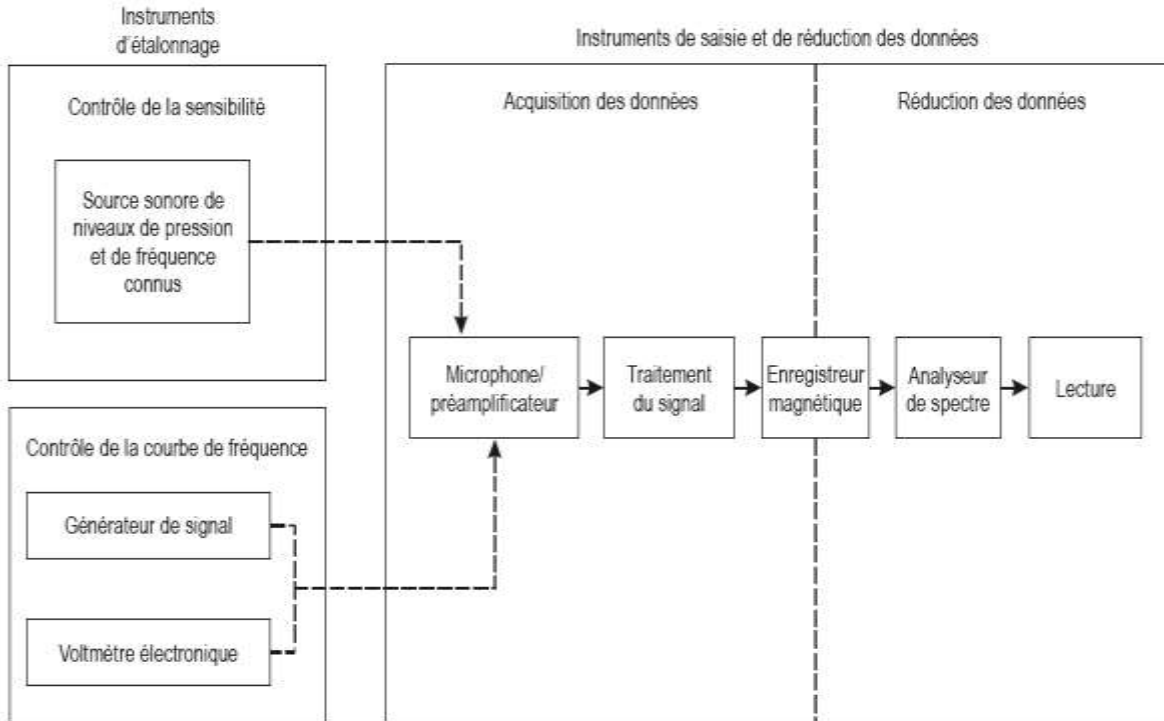 Instruments
d'étalonnage
Instruments de saisie et de réduction des données
Contrôle de la sensibilité
Source sonore de
niveaux de pression
et de fréquence
connus
Acquisition des données
Réduction des données
Microphone/
préamplificateur
Traitement
du signal
Enregistreur
magnétique
Analyseur
de spectre
Lecture
Contrôle de la courbe de fréquence
Générateur de signal
Voltmètre électronique